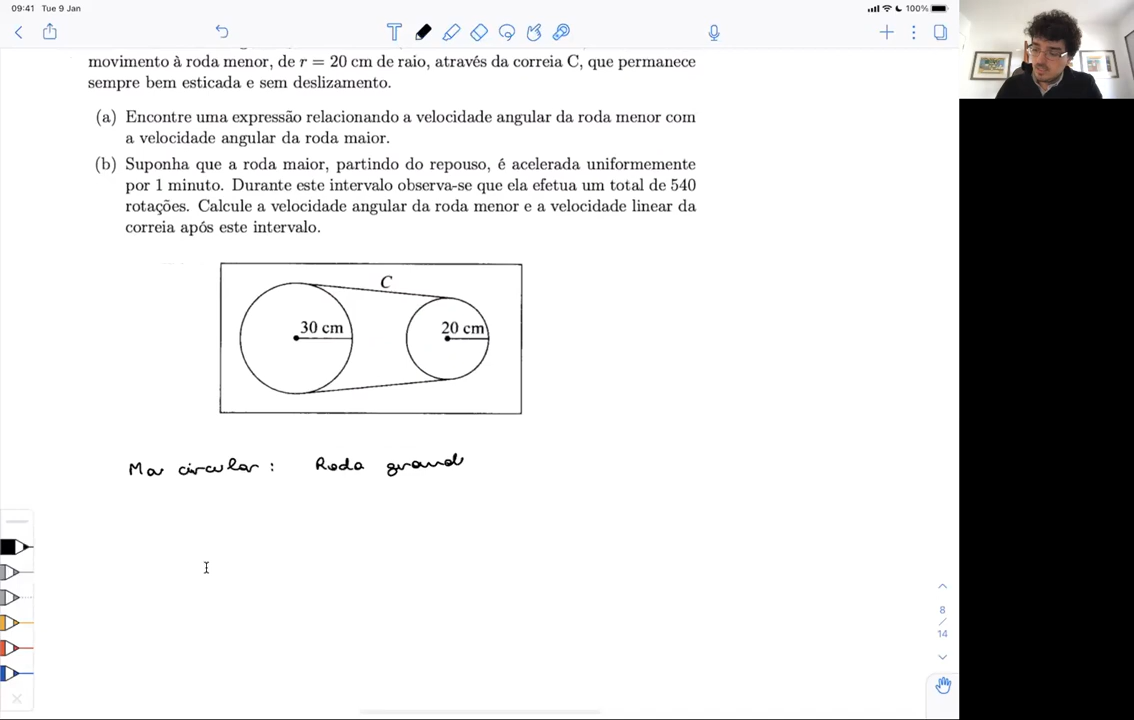 09:41 Tue 9 Jan
100%
movimento à roda menor, de r = 20 cm de raio, através da correia C, que permanece
sempre bem esticada e sem deslizamento.
(a) Encontre uma expressão relacionando a velocidade angular da roda menor com
a velocidade angular da roda maior.
(b) Suponha que a roda maior, partindo do repouso, é acelerada uniformemente
por 1 minuto. Durante este intervalo observa-se que ela efetua um total de 540
rotações. Calcule a velocidade angular da roda menor e a velocidade linear da
correia após este intervalo.
C
30 cm
20 cm
Mov circular : Roda grand
8
/
14